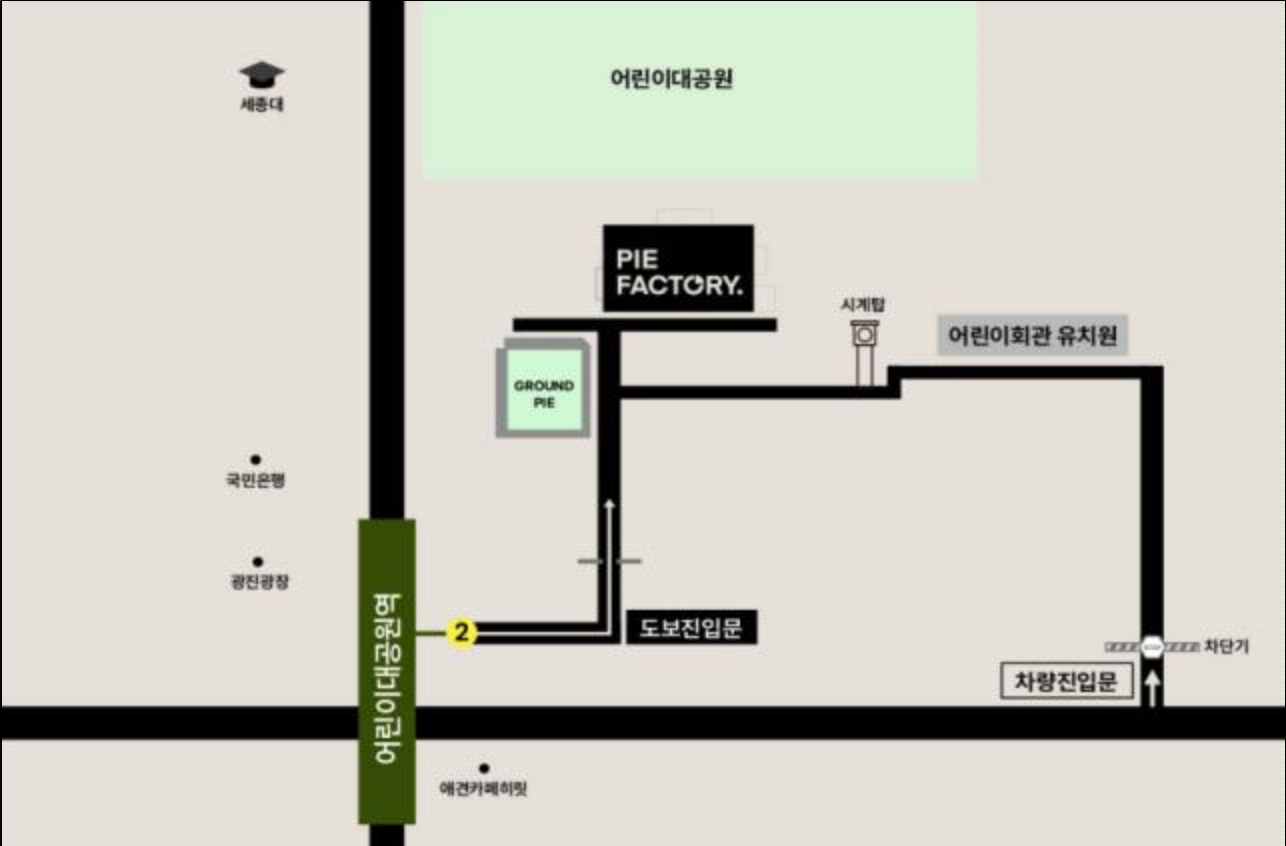 어린이대공원
세종대
PIE
FACTORY.
시계탑
어린이회관 유치원
GROUND
PIE
국민은행
광진광장
어린이대공원역
2
도보진입문
차단기
차량진입문
애견카페히릿